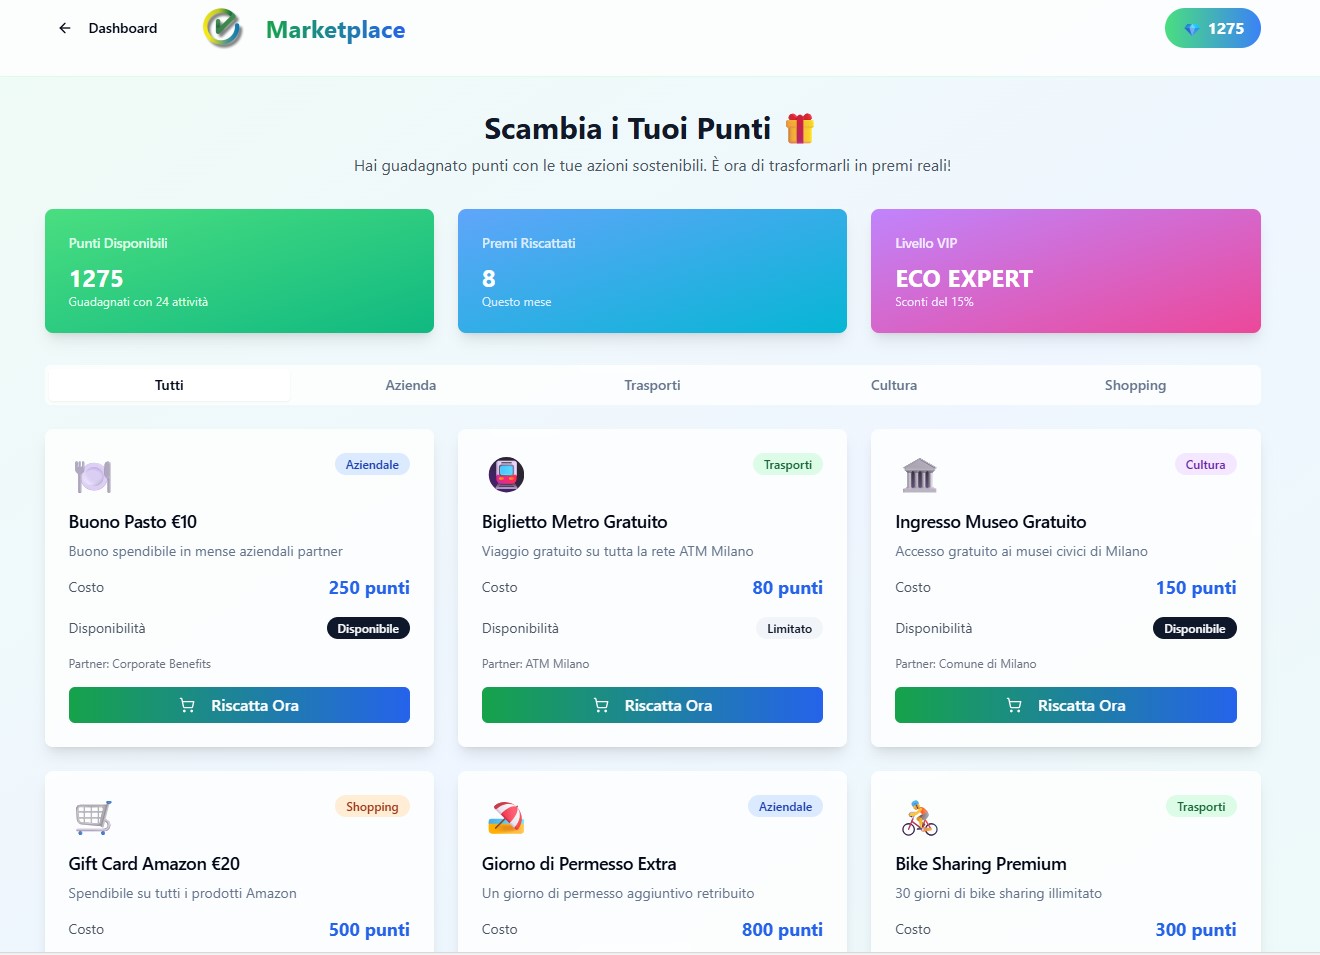 Dashboard
Marketplace
1275
Scambia i Tuoi Punti
Hai guadagnato punti con le tue azioni sostenibili. È ora di trasformarli in premi reali!
Punti Disponibili
1275
Guadagnati con 24 attività
Premi Riscattati
8
Questo mese
Livello VIP
ECO EXPERT
Sconti del 15%
Tutti
Azienda
Trasporti
Cultura
Shopping
Aziendale
Buono Pasto €10
Buono spendibile in mense aziendali partner
Costo
250 punti
Disponibilità
Disponibile
Partner: Corporate Benefits
Riscatta Ora
Trasporti
Biglietto Metro Gratuito
Viaggio gratuito su tutta la rete ATM Milano
Costo
80 punti
Disponibilità
Limitato
Partner: ATM Milano
Riscatta Ora
Cultura
Ingresso Museo Gratuito
Accesso gratuito ai musei civici di Milano
Costo
150 punti
Disponibilità
Disponibile
Partner: Comune di Milano
Riscatta Ora
Shopping
Gift Card Amazon €20
Spendibile su tutti i prodotti Amazon
Costo
500 punti
Aziendale
Giorno di Permesso Extra
Un giorno di permesso aggiuntivo retribuito
Costo
800 punti
Trasporti
Bike Sharing Premium
30 giorni di bike sharing illimitato
Costo
300 punti